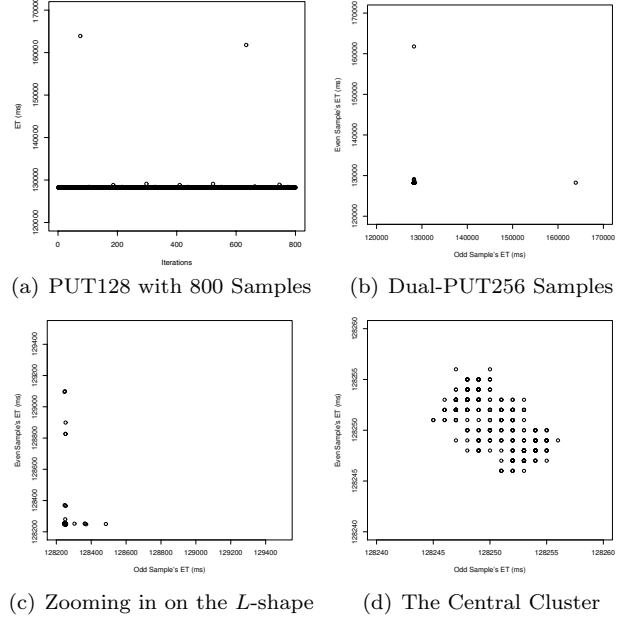 120000 130000 140000 150000 160000 170000
ET (ms)
0 200 400 600 800
Iterations
(a) PUT128 with 800 Samples
120000 130000 140000 150000 160000 170000
Even Sample's ET (ms)
120000 130000 140000 150000 160000 170000
Odd Sample's ET (ms)
(b) Dual-PUT256 Samples
128200 128400 128600 128800 129000 129200 129400
Even Sample's ET (ms)
128200 128400 128600 128800 129000 129200 129400
Odd Sample's ET (ms)
(c) Zooming in on the L-shape
128240 128245 128250 128255 128260
Even Sample's ET (ms)
128240 128245 128250 128255 128260
Odd Sample's ET (ms)
(d) The Central Cluster